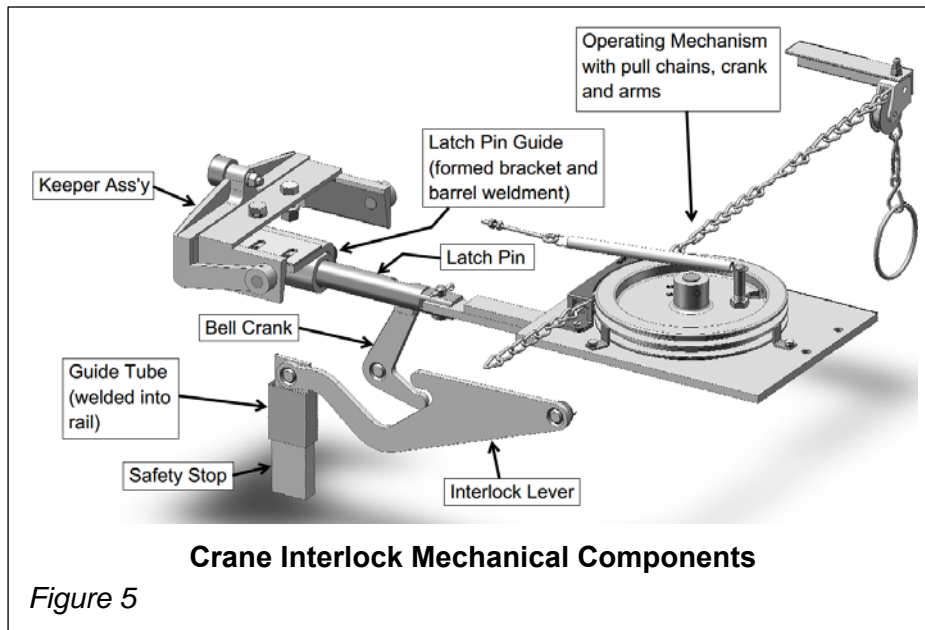 Operating Mechanism
with pull chains, crank
and arms
Latch Pin Guide
(formed bracket and
barrel weldment)
Keeper Ass'y
Latch Pin
Bell Crank
Guide Tube
(welded into
rail)
Safety Stop
Interlock Lever
Crane Interlock Mechanical Components
Figure 5